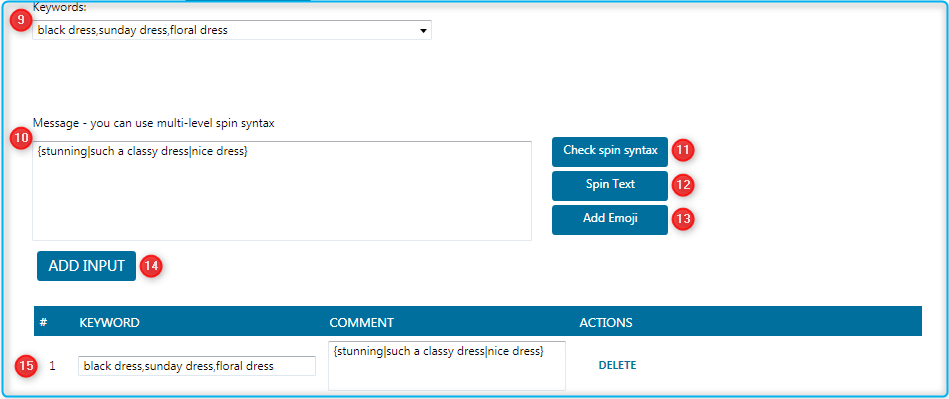 Keywords:
9
black dress,sunday dress,floral dress
Message - you can use multi-level spin syntax
10
{stunning|such a classy dress|nice dress}
Check spin syntax 11
Spin Text 12
Add Emoji 13
ADD INPUT 14
# KEYWORD COMMENT ACTIONS
{stunning|such a classy dress|nice dress}
15 1 black dress,sunday dress,floral dress DELETE